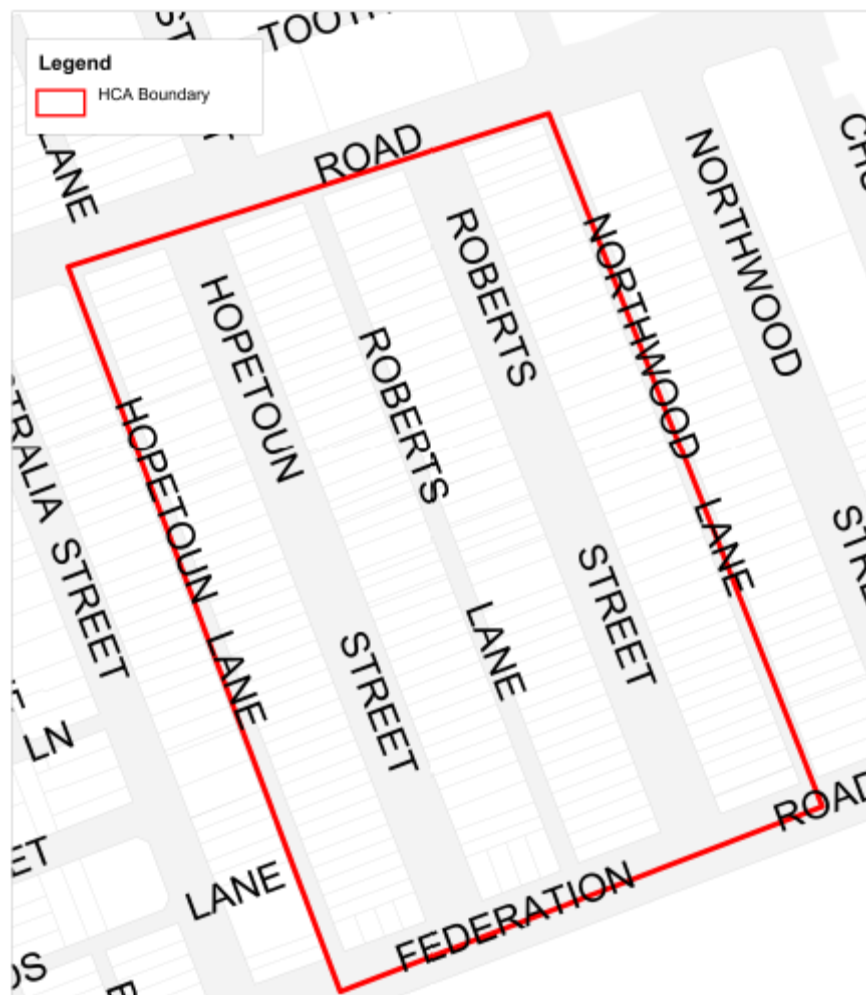 Legend
HCA Boundary
LANE
ROAD
ROBERTS
NORTHWOOD
NORTHWOOD
HOPETOUN
ROBERTS
HOPETOUN
LANE
STREET
STREET
LANE
STREET
LANE
LN
LANE
FEDERATION
ROAD